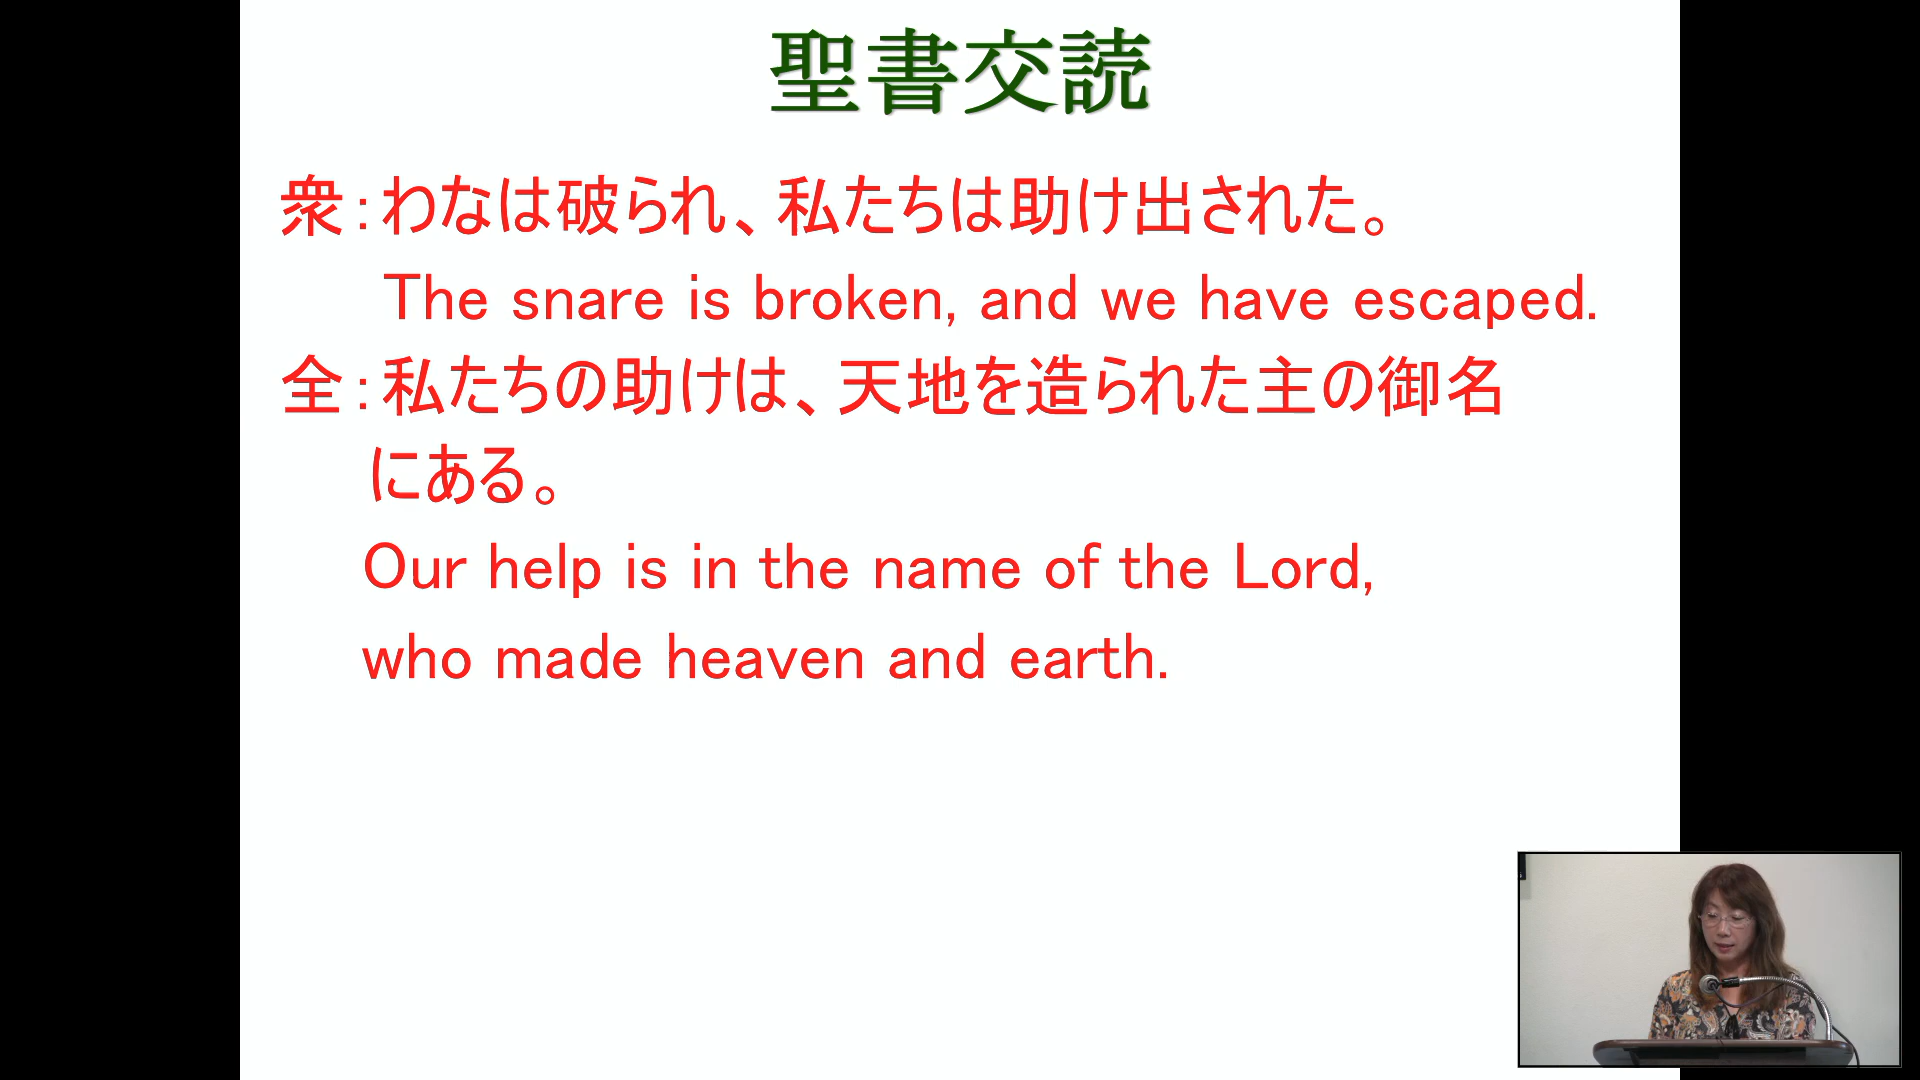 聖書交読
衆：わなは破られ、私たちは助け出された。
The snare is broken, and we have escaped.
全：私たちの助けは、天地を造られた主の御名
にある。
Our help is in the name of the Lord,
who made heaven and earth.